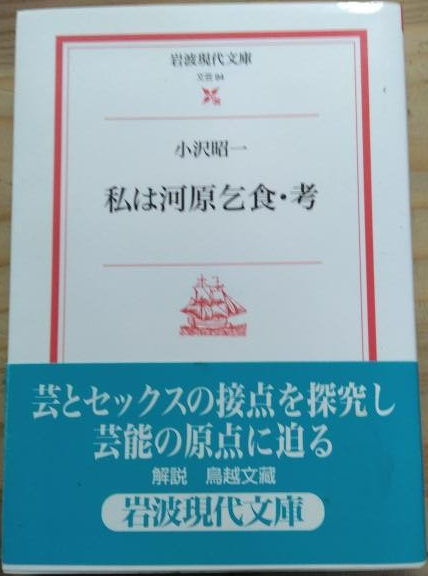 岩波現代文庫
文芸 94
小沢昭一
私は河原乞食・考
芸とセックスの接点を探究し
芸能の原点に迫る
解説 鳥越文藏
岩波現代文庫